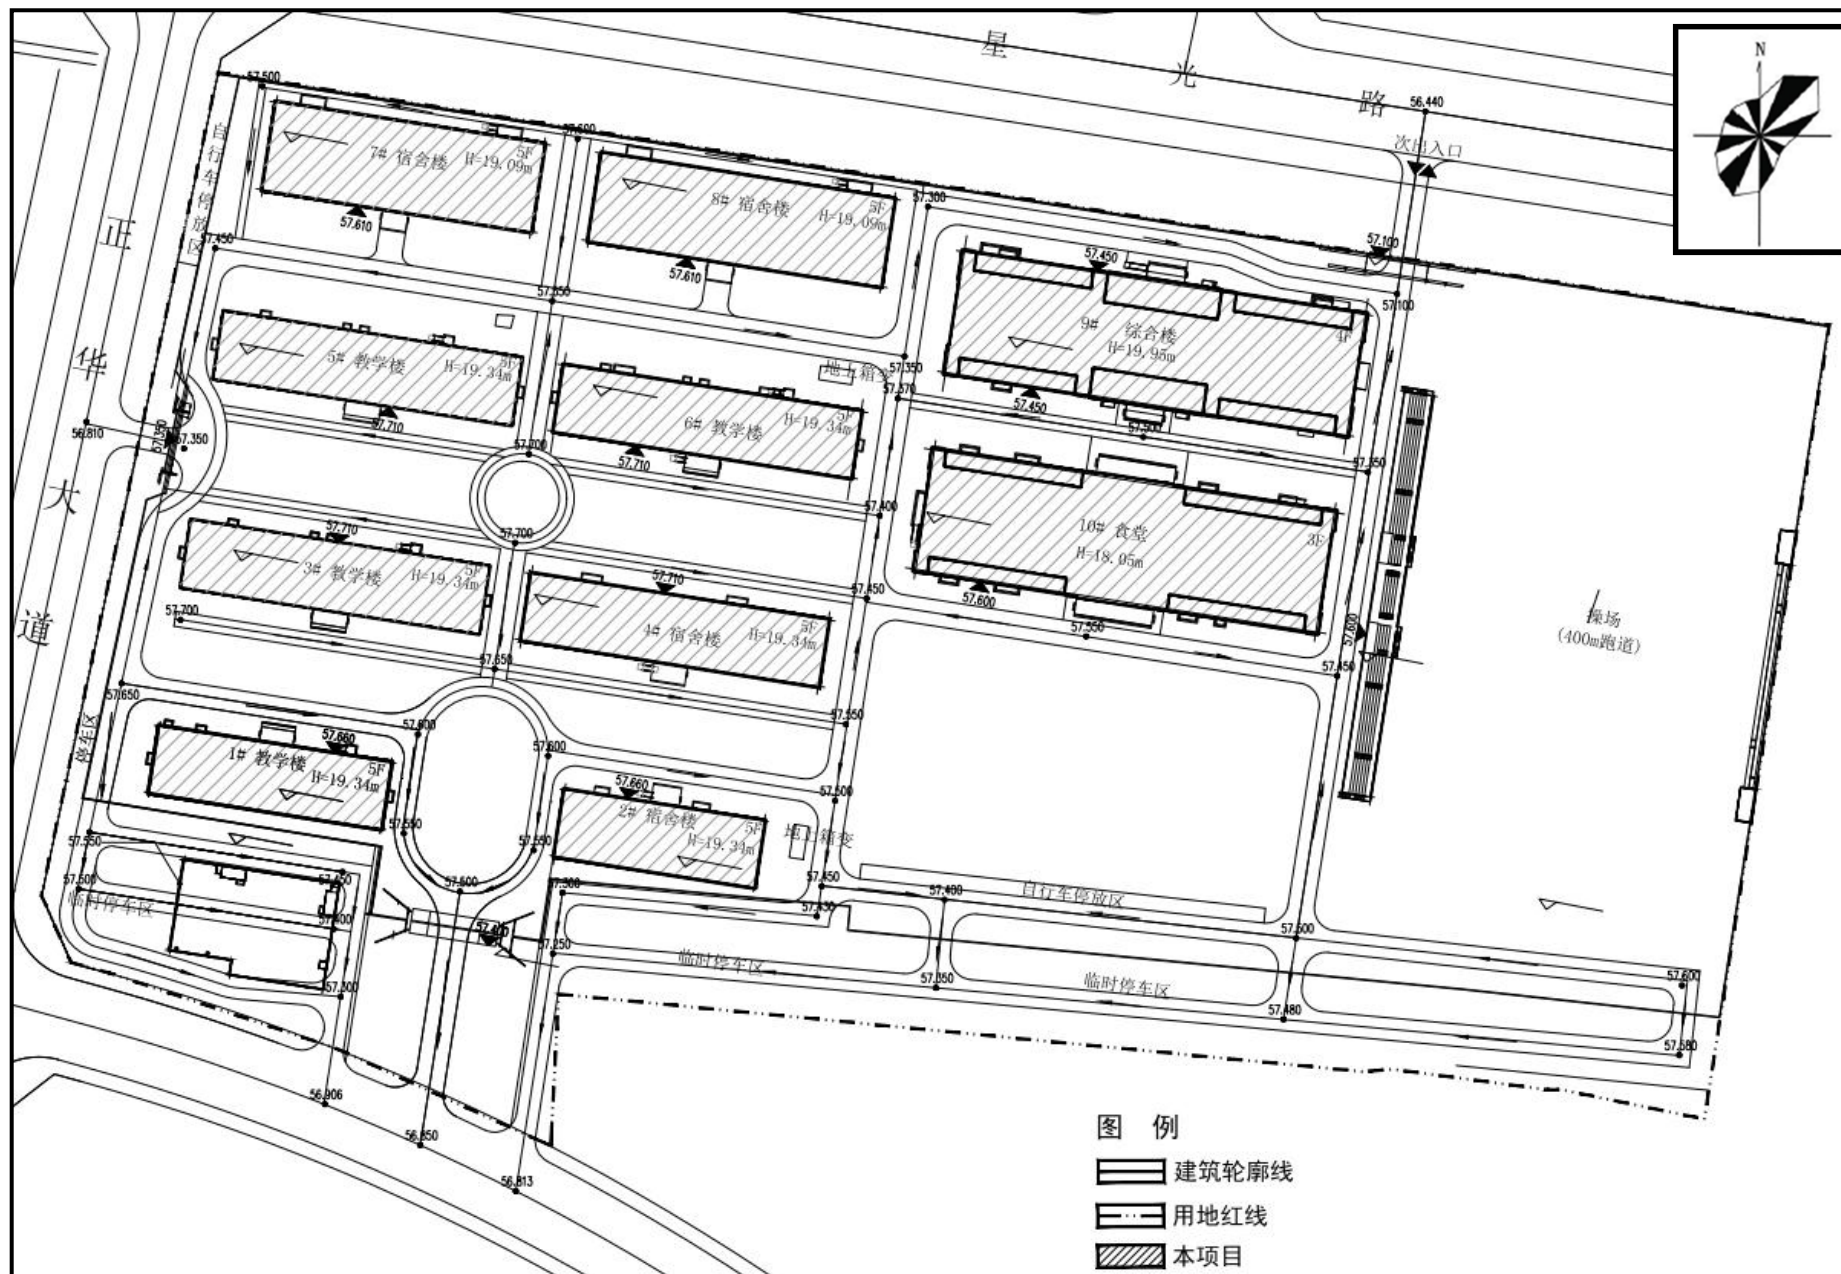 星光路
N
56.440
次出入口
57.500
自行车停放区
7# 宿舍楼
5F
H=19.09m
57.610
8# 宿舍楼
5F
H=19.09m
57.610
57.300
57.100
57.100
正华大道
57.450
57.350
9# 综合楼
H=19.95m
4F
57.450
57.450
5# 教学楼
5F
H=19.34m
57.710
地上箱变
57.350
57.370
6# 教学楼
5F
H=19.34m
57.710
57.500
56.810
57.350
57.350
57.700
57.400
10# 食堂
H=18.05m
3F
57.600
57.700
3# 教学楼
5F
H=19.34m
57.710
57.700
4# 宿舍楼
5F
H=19.34m
57.710
57.450
57.550
57.450
57.600
操场
(400m跑道)
57.650
57.650
57.550
停车区
57.600
57.600
1# 教学楼
5F
H=19.34m
57.660
2# 宿舍楼
5F
H=19.34m
57.660
57.500
地上箱变
57.550
57.550
57.550
57.450
57.500
57.500
57.450
57.400
自行车停放区
临时停车区
57.400
57.450
57.250
临时停车区
57.350
临时停车区
57.480
57.500
57.600
57.580
57.300
56.906
56.850
56.813
图 例
建筑轮廓线
用地红线
本项目